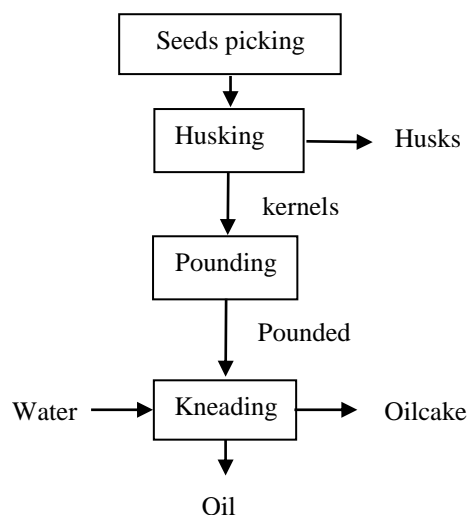 Seeds picking
Husking
Husks
kernels
Pounding
Pounded
Water
Kneading
Oilcake
Oil